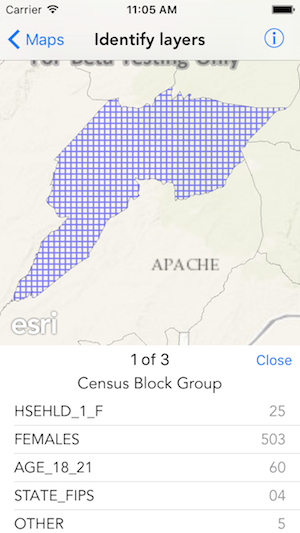 Carrier 11:05 AM
Maps Identify layers
For Beta Testing Only
APACHE
esri
1 of 3 Close
Census Block Group
HSEHLD_1_F 25
FEMALES 503
AGE_18_21 60
STATE_FIPS 04
OTHER 5